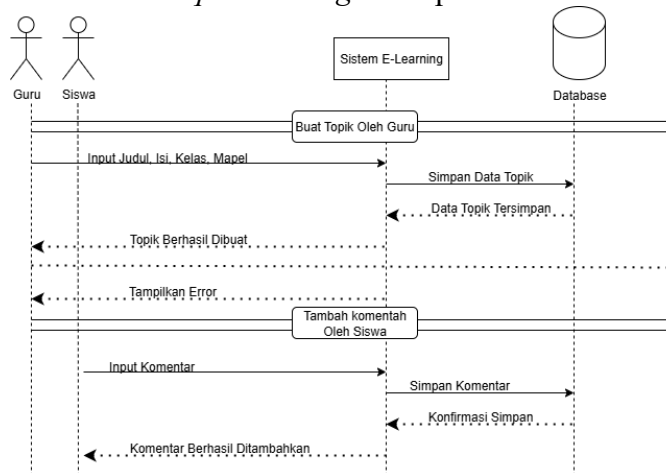 Guru
Siswa
Sistem E-Learning
Database
Buat Topik Oleh Guru
Input Judul, Isi, Kelas, Mapel
Simpan Data Topik
Data Topik Tersimpan
Topik Berhasil Dibuat
Tampilkan Error
Tambah komentah
Oleh Siswa
Input Komentar
Simpan Komentar
Konfirmasi Simpan
Komentar Berhasil Ditambahkan